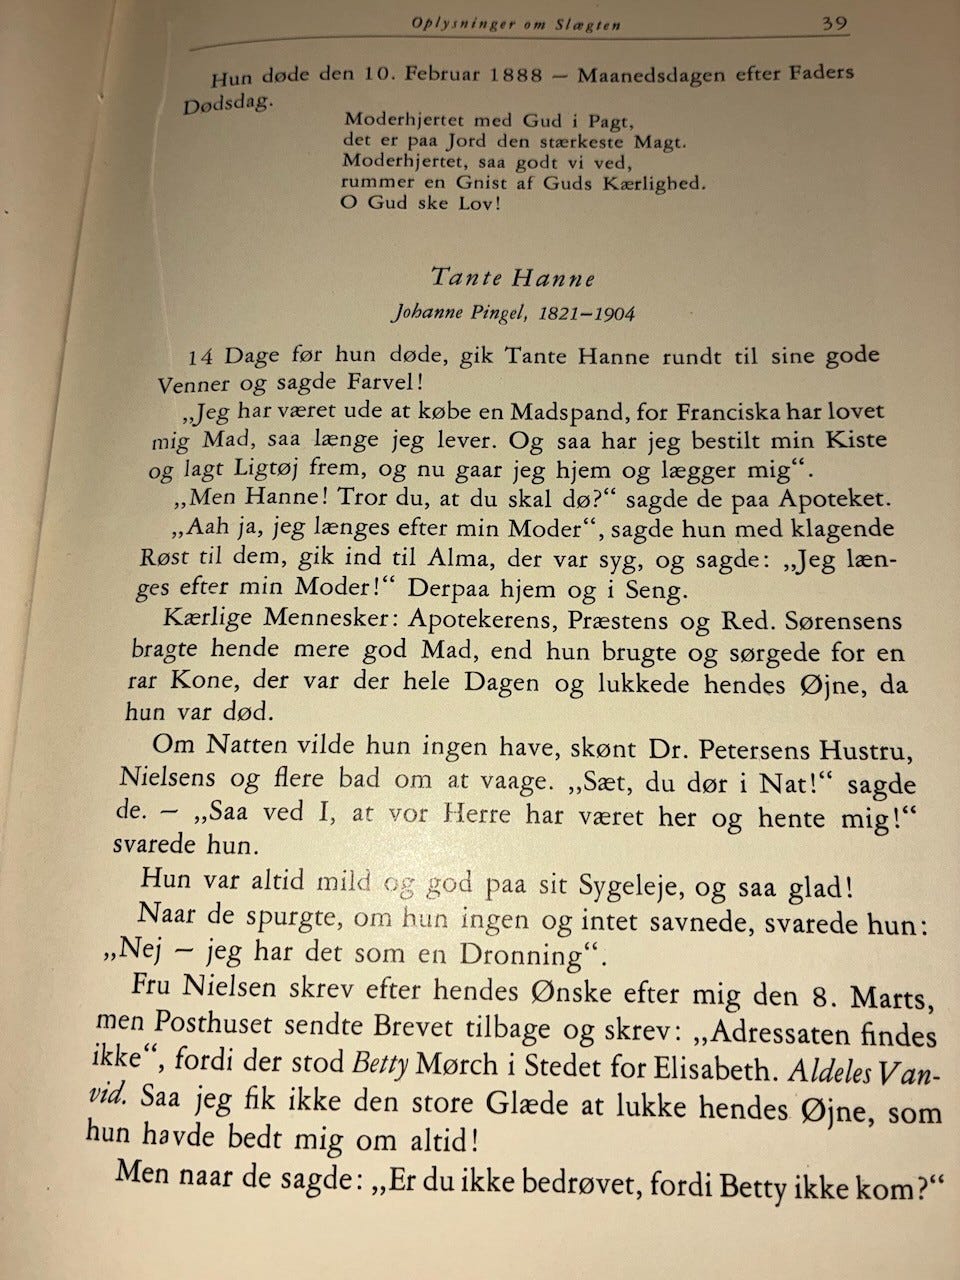 Oplysninger om Slægten 39
Hun døde den 10. Februar 1888 — Maanedsdagen efter Faders
Dødsdag.
Moderhjertet med Gud i Pagt,
det er paa Jord den stærkeste Magt.
Moderhjertet, saa godt vi ved,
rummer en Gnist af Guds Kærlighed.
O Gud ske Lov!
Tante Hanne
Johanne Pingel, 1821—1904
14 Dage før hun døde, gik Tante Hanne rundt til sine gode
Venner og sagde Farvel!
„Jeg har været ude at købe en Madspand, for Franciska har lovet
mig Mad, saa længe jeg lever. Og saa har jeg bestilt min Kiste
og lagt Ligtøj frem, og nu gaar jeg hjem og lægger mig“.
„Men Hanne! Tror du, at du skal dø?“ sagde de paa Apoteket.
„Aah ja, jeg længes efter min Moder“, sagde hun med klagende
Røst til dem, gik ind til Alma, der var syg, og sagde: „Jeg læn-
ges efter min Moder!“ Derpaa hjem og i Seng.
Kærlige Mennesker: Apotekerens, Præstens og Red. Sørensens
bragte hende mere god Mad, end hun brugte og sørgede for en
rar Kone, der var der hele Dagen og lukkede hendes Øjne, da
hun var død.
Om Natten vilde hun ingen have, skønt Dr. Petersens Hustru,
Nielsens og flere bad om at vaage. „Sæt, du dør i Nat!“ sagde
de. — „Saa ved I, at vor Herre har været her og hente mig!“
svarede hun.
Hun var altid mild og god paa sit Sygeleje, og saa glad!
Naar de spurgte, om hun ingen og intet savnede, svarede hun:
„Nej — jeg har det som en Dronning“.
Fru Nielsen skrev efter hendes Ønske efter mig den 8. Marts,
men Posthuset sendte Brevet tilbage og skrev: „Adressaten findes
ikke“, fordi der stod Betty Mørch i Stedet for Elisabeth. Aldeles Van-
vid. Saa jeg fik ikke den store Glæde at lukke hendes Øjne, som
hun havde bedt mig om altid!
Men naar de sagde: „Er du ikke bedrøvet, fordi Betty ikke kom?“